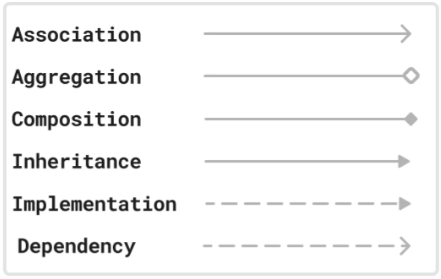 Association
Aggregation
Composition
Inheritance
Implementation
Dependency